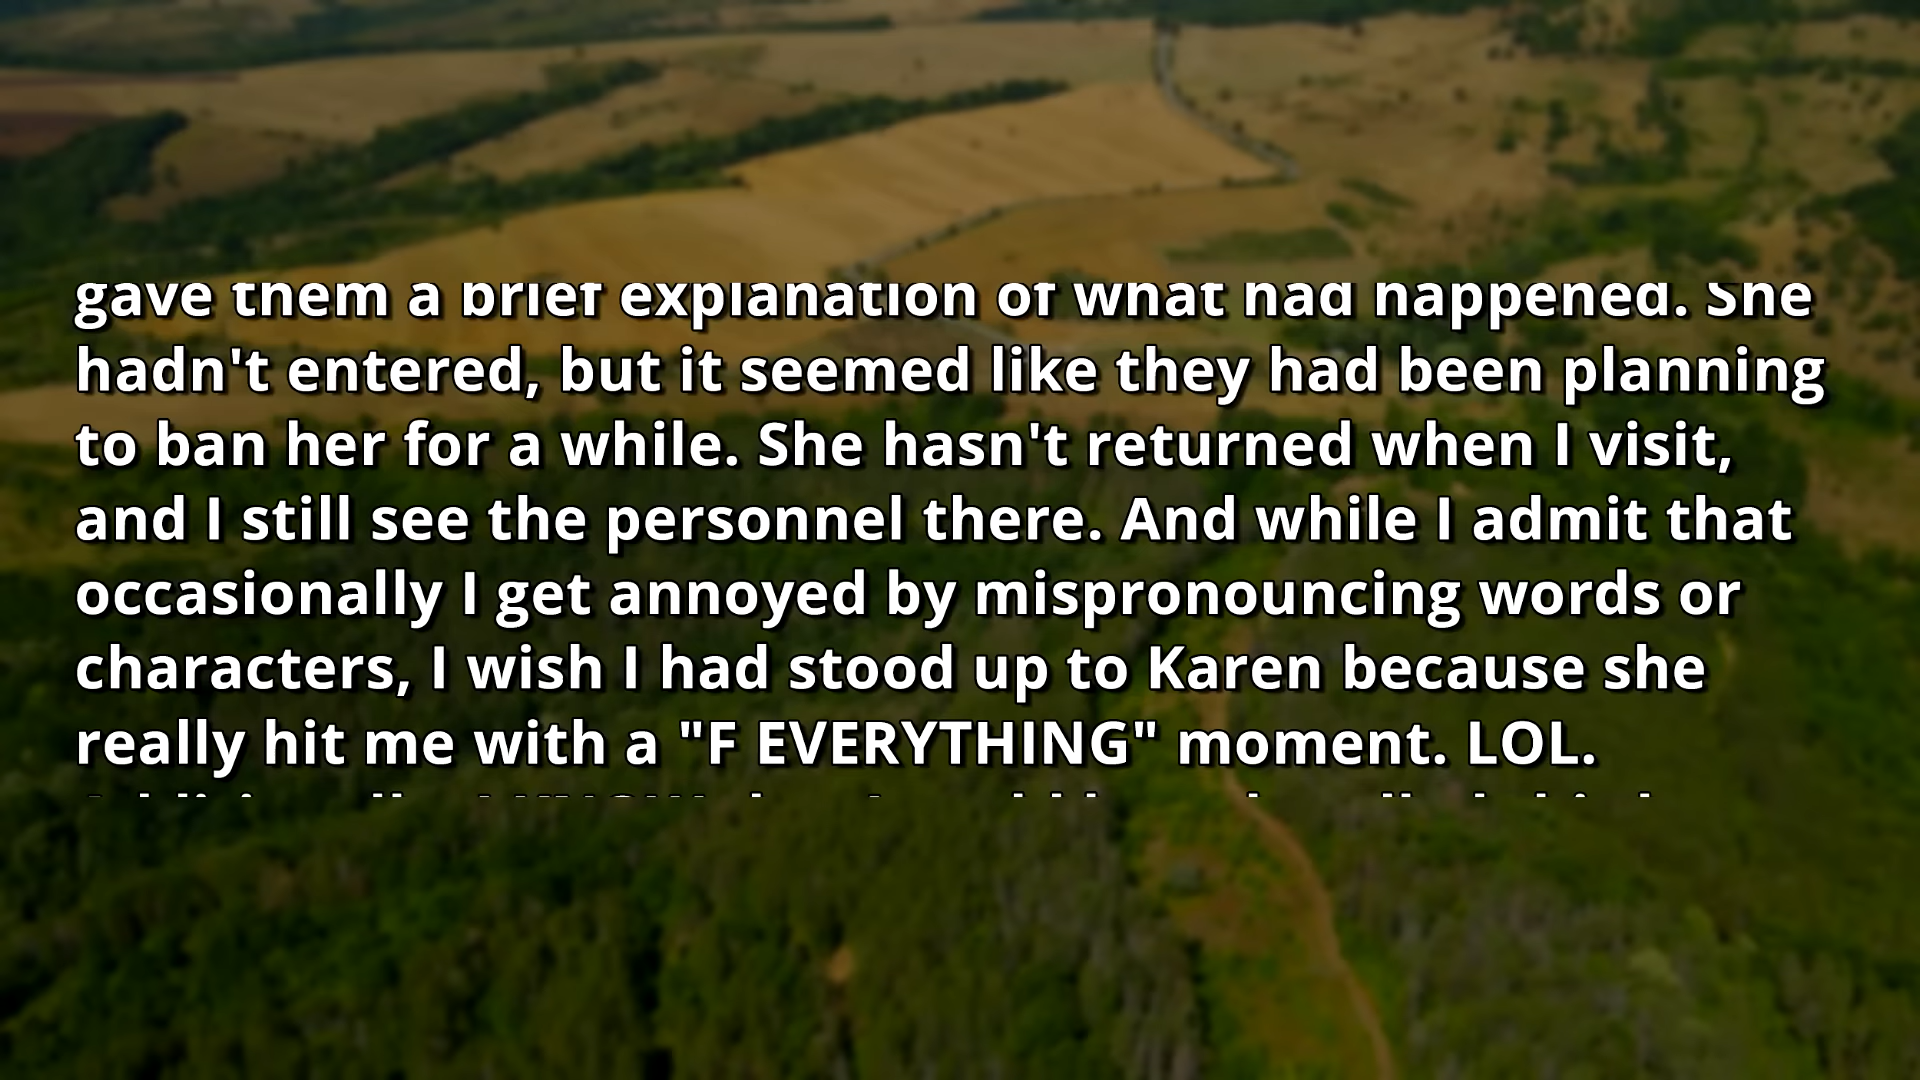 gave them a brief explanation of what had happened. She
hadn't entered, but it seemed like they had been planning
to ban her for a while. She hasn't returned when I visit,
and I still see the personnel there. And while I admit that
occasionally I get annoyed by mispronouncing words or
characters, I wish I had stood up to Karen because she
really hit me with a "F EVERYTHING" moment. LOL.